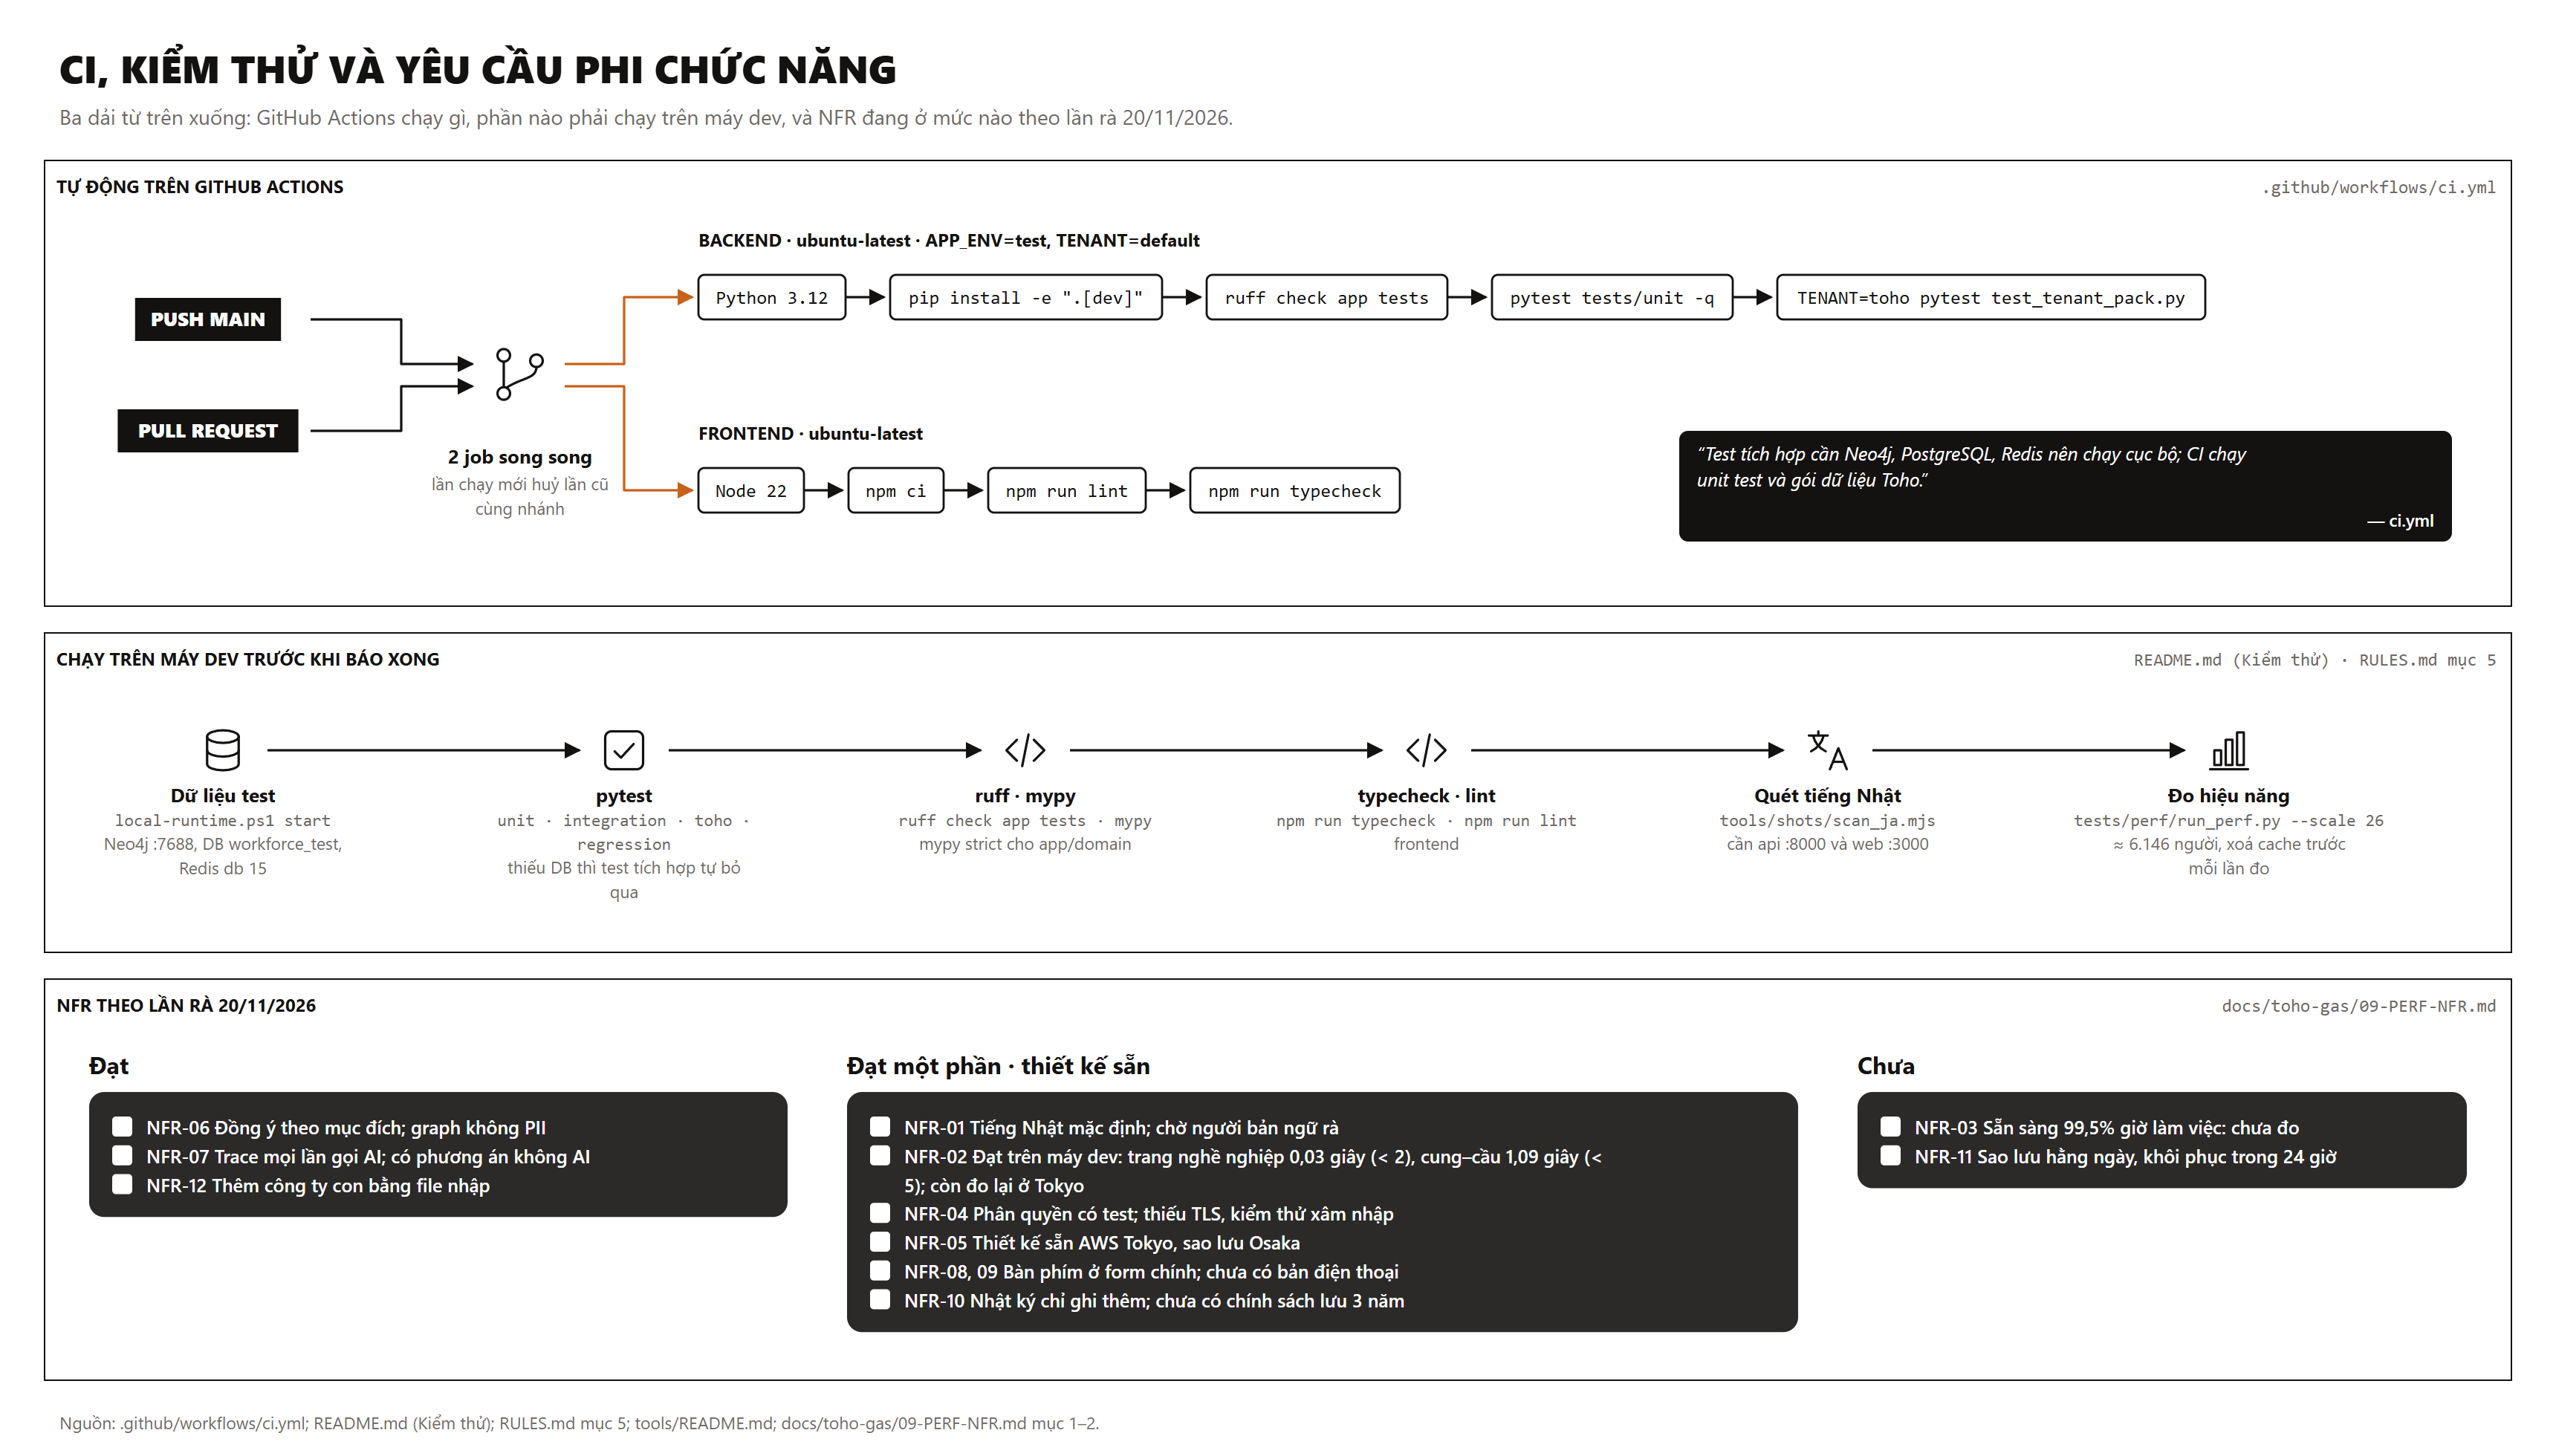 CI, KIỂM THỬ VÀ YÊU CẦU PHI CHỨC NĂNG
Ba dải từ trên xuống: GitHub Actions chạy gì, phần nào phải chạy trên máy dev, và NFR đang ở mức nào theo lần rà 20/11/2026.
TỰ ĐỘNG TRÊN GITHUB ACTIONS
.github/workflows/ci.yml
PUSH MAIN
PULL REQUEST
2 job song song
lần chạy mới huỷ lần cũ
cùng nhánh
BACKEND · ubuntu-latest · APP_ENV=test, TENANT=default
Python 3.12
pip install -e ".[dev]"
ruff check app tests
pytest tests/unit -q
TENANT=toho pytest test_tenant_pack.py
FRONTEND · ubuntu-latest
Node 22
npm ci
npm run lint
npm run typecheck
“Test tích hợp cần Neo4j, PostgreSQL, Redis nên chạy cục bộ; CI chạy
unit test và gói dữ liệu Toho.”
— ci.yml
CHẠY TRÊN MÁY DEV TRƯỚC KHI BÁO XONG
README.md (Kiểm thử) · RULES.md mục 5
Dữ liệu test
local-runtime.ps1 start
Neo4j :7688, DB workforce_test,
Redis db 15
pytest
unit · integration · toho ·
regression
thiếu DB thì test tích hợp tự bỏ
qua
ruff · mypy
ruff check app tests · mypy
mypy strict cho app/domain
typecheck · lint
npm run typecheck · npm run lint
frontend
Quét tiếng Nhật
tools/shots/scan_ja.mjs
cần api :8000 và web :3000
Đo hiệu năng
tests/perf/run_perf.py --scale 26
≈ 6.146 người, xoá cache trước
mỗi lần đo
NFR THEO LẦN RÀ 20/11/2026
docs/toho-gas/09-PERF-NFR.md
Đạt
NFR-06 Đồng ý theo mục đích; graph không PII
NFR-07 Trace mọi lần gọi AI; có phương án không AI
NFR-12 Thêm công ty con bằng file nhập
Đạt một phần · thiết kế sẵn
NFR-01 Tiếng Nhật mặc định; chờ người bản ngữ rà
NFR-02 Đạt trên máy dev: trang nghề nghiệp 0,03 giây (< 2), cung–cầu 1,09 giây (<
5); còn đo lại ở Tokyo
NFR-04 Phân quyền có test; thiếu TLS, kiểm thử xâm nhập
NFR-05 Thiết kế sẵn AWS Tokyo, sao lưu Osaka
NFR-08, 09 Bàn phím ở form chính; chưa có bản điện thoại
NFR-10 Nhật ký chỉ ghi thêm; chưa có chính sách lưu 3 năm
Chưa
NFR-03 Sẵn sàng 99,5% giờ làm việc: chưa đo
NFR-11 Sao lưu hằng ngày, khôi phục trong 24 giờ
Nguồn: .github/workflows/ci.yml; README.md (Kiểm thử); RULES.md mục 5; tools/README.md; docs/toho-gas/09-PERF-NFR.md mục 1–2.